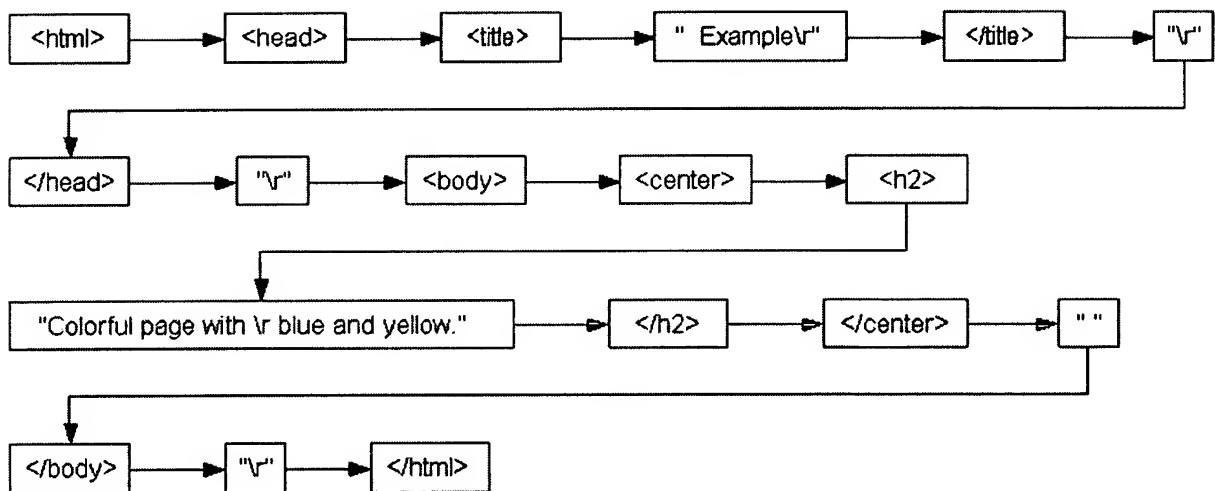 <html> <head> <title> " Example\r" </title> "\r"
</head> "\r" <body> <center> <h2>
"Colorful page with \r blue and yellow." </h2> </center> " "
</body> "\r" </html>